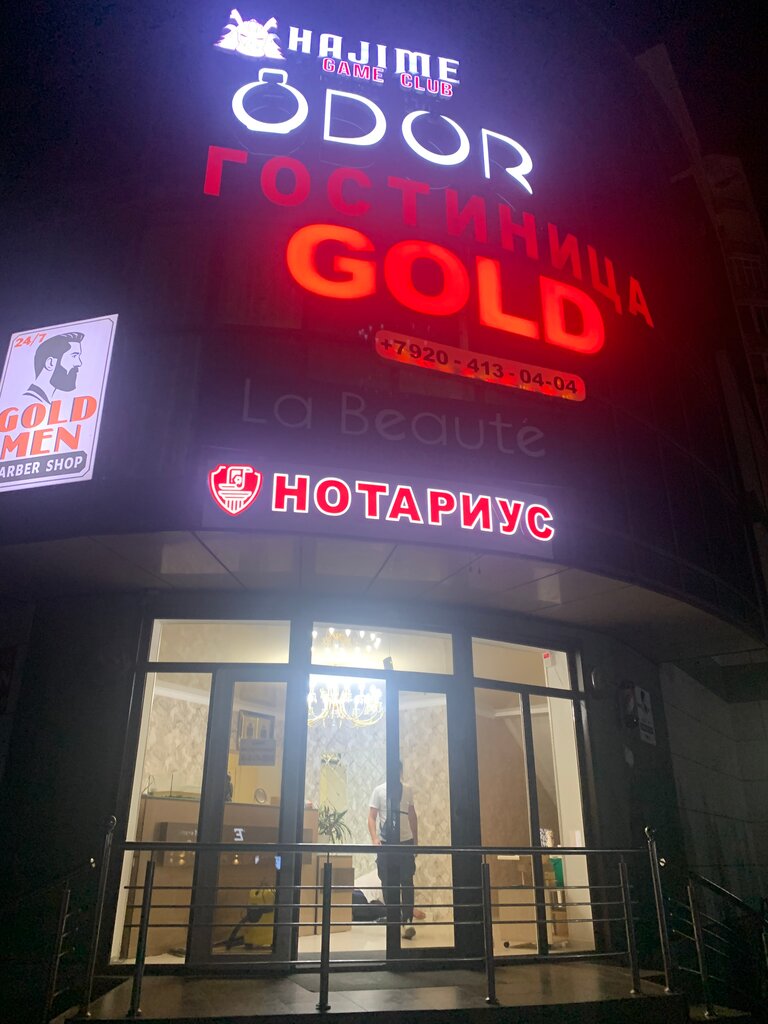 HAJIME
GAME CLUB
ODOR
ГОСТИНИЦА
GOLD
+7920-413-04-04
La Beauté
24/7
GOLD
MEN
ARBER SHOP
НОТАРИУС